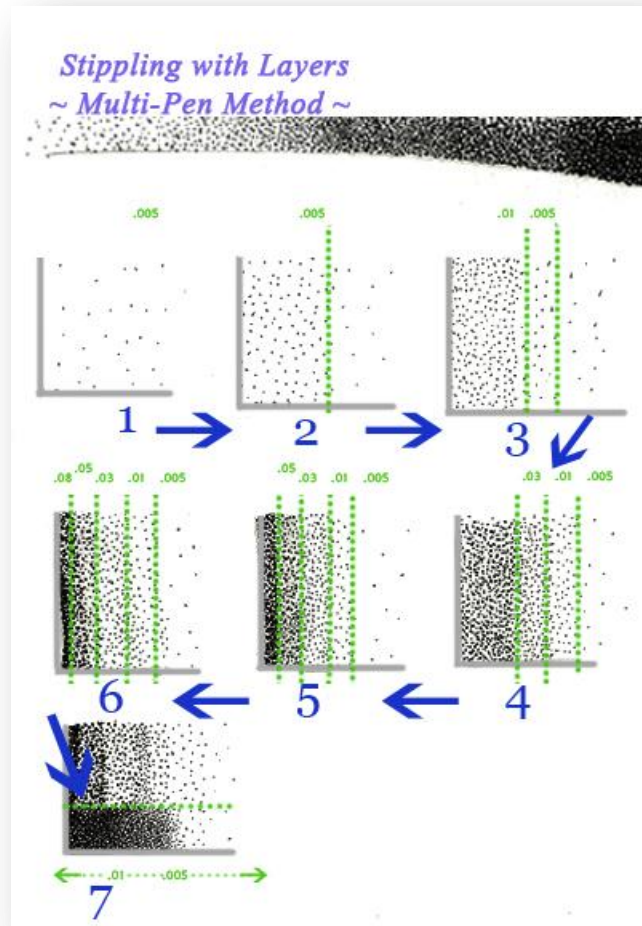 Stippling with Layers
~ Multi-Pen Method ~
.005
.005
.01 .005
1
2
3
.08 .05 .03 .01 .005
.05 .03 .01 .005
.03 .01 .005
6
5
4
.01 .005
7